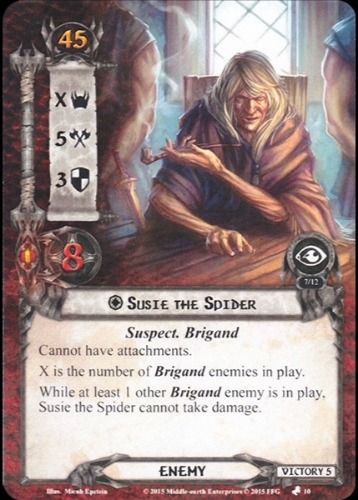 45
X
5
3
8
7/12
Susie the Spider
Suspect. Brigand
Cannot have attachments.
X is the number of Brigand enemies in play.
While at least 1 other Brigand enemy is in play,
Susie the Spider cannot take damage.
ENEMY
VICTORY 5
Illus. Micah Epstein
© 2015 Middle-earth Enterprises © 2015 FFG
10